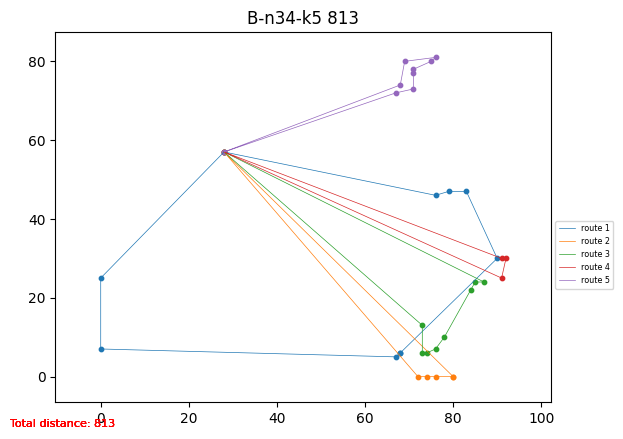 B-n34-k5 813
80
60
40
20
0
0 20 40 60 80 100
route 1
route 2
route 3
route 4
route 5
Total distance: 813